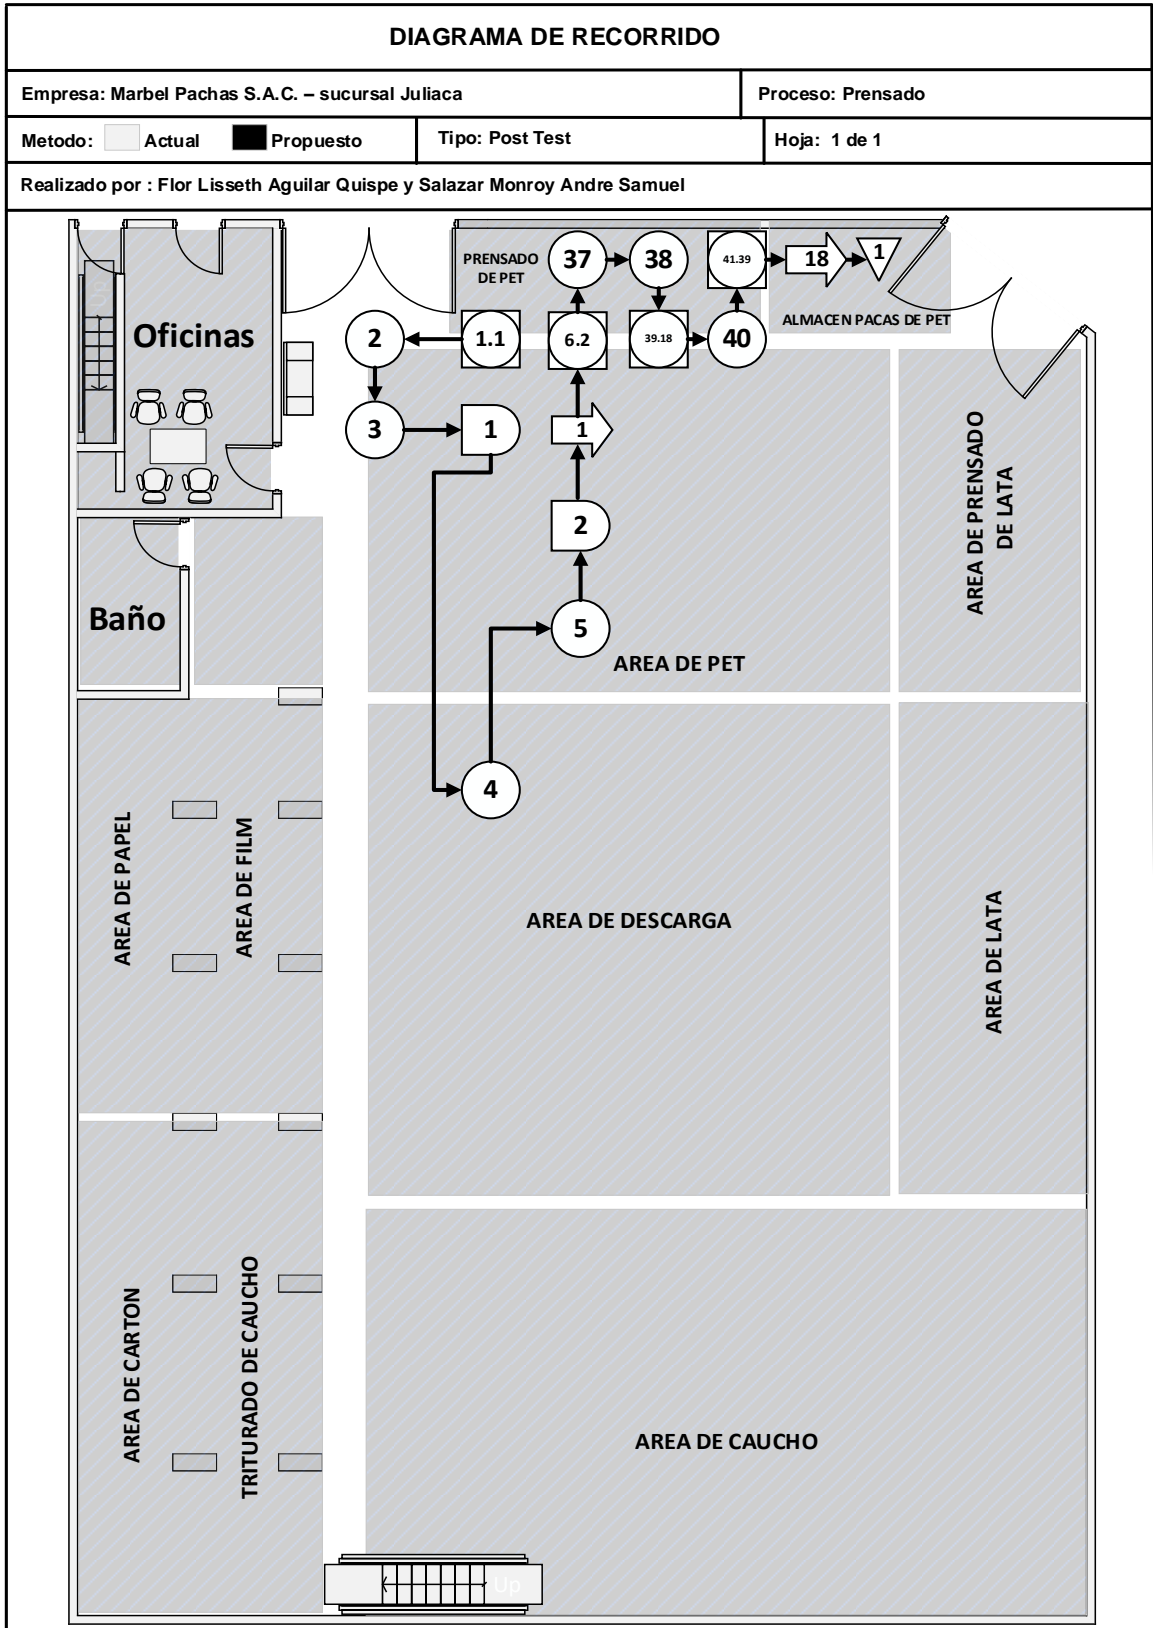 DIAGRAMA DE RECORRIDO
Empresa: Marbel Pachas S.A.C. – sucursal Juliaca
Proceso: Prensado
Metodo: Actual Propuesto
Tipo: Post Test
Hoja: 1 de 1
Realizado por : Flor Lisseth Aguilar Quispe y Salazar Monroy Andre Samuel
PRENSADO
DE PET
37
38
41.39
18
1
Up
Oficinas
2
1.1
6.2
39.18
40
ALMACEN PACAS DE PET
3
1
1
2
AREA DE PRENSADO
DE LATA
Baño
5
AREA DE PET
4
AREA DE PAPEL
AREA DE FILM
AREA DE DESCARGA
AREA DE LATA
AREA DE CARTON
TRITURADO DE CAUCHO
AREA DE CAUCHO
Up